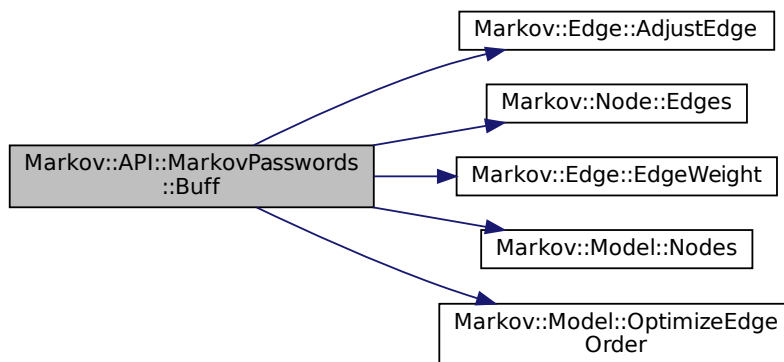 Markov::Edge::AdjustEdge
Markov::Node::Edges
Markov::API::MarkovPasswords
::Buff
Markov::Edge::EdgeWeight
Markov::Model::Nodes
Markov::Model::OptimizeEdge
Order